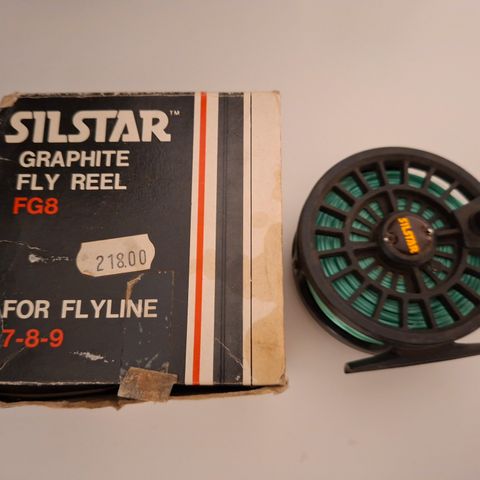 SILSTAR™
GRAPHITE
FLY REEL
FG8
218.00
FOR FLYLINE
7-8-9
SILSTAR